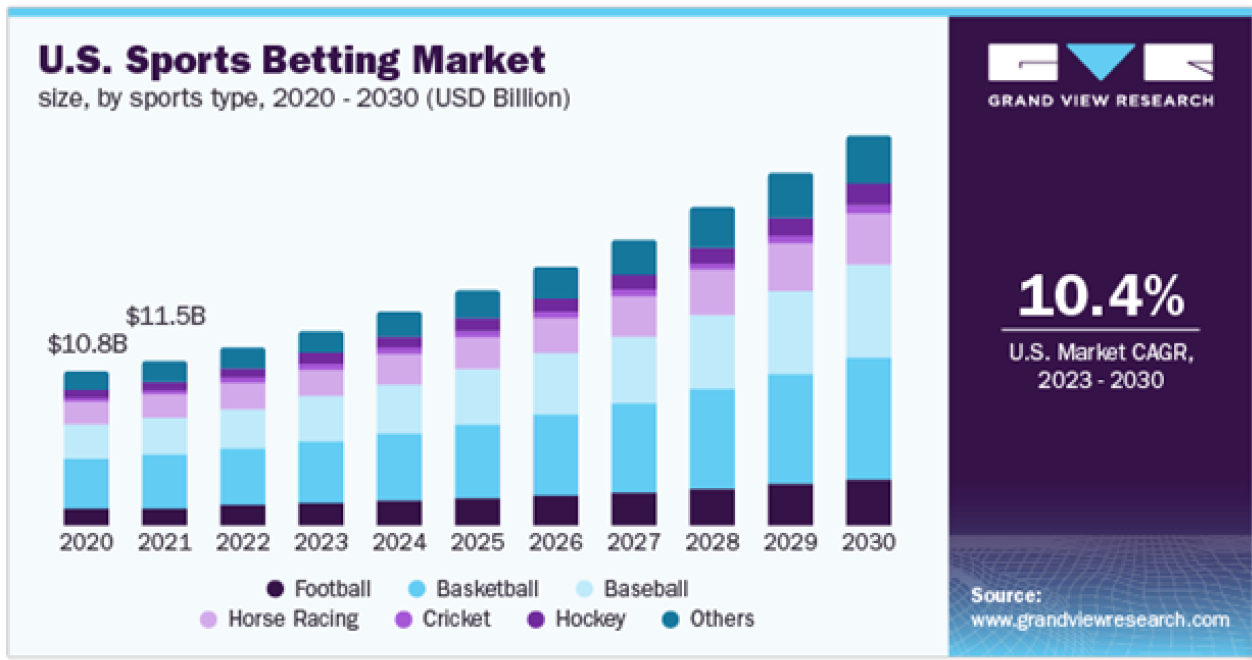 U.S. Sports Betting Market
size, by sports type, 2020 - 2030 (USD Billion)
$10.8B
$11.5B
2020 2021 2022 2023 2024 2025 2026 2027 2028 2029 2030
Football Basketball Baseball
Horse Racing Cricket Hockey Others
GRAND VIEW RESEARCH
10.4%
U.S. Market CAGR,
2023 - 2030
Source:
www.grandviewresearch.com